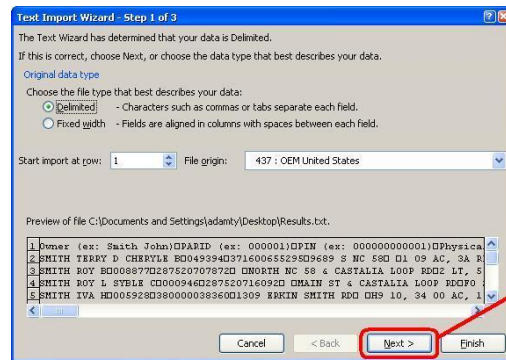 Text Import Wizard - Step 1 of 3
The Text Wizard has determined that your data is Delimited.
If this is correct, choose Next, or choose the data type that best describes your data.
Original data type
Choose the file type that best describes your data:
Delimited - Characters such as commas or tabs separate each field.
Fixed width - Fields are aligned in columns with spaces between each field.
Start import at row: 1 File origin: 437 : OEM United States
Preview of file C:\Documents and Settings\adamty\Desktop\Results.txt.
1 Owner (ex: Smith John)□PARID (ex: 000001)□PIN (ex: 000000000001)□Physica
2 SMITH TERRY D CHERYLE B□049394□371600655295□9689 S NC 58□ □1 09 AC, 3A R
3 SMITH ROY B□008877□287520707872□ □NORTH NC 58 & CASTALIA LOOP RD□2 LT, 5
4 SMITH ROY L SYBLE C□000946□287520716092□ □MAIN ST & CASTALIA LOOP RD□F0
5 SMITH IVA H□005928□380000038360□1309 ERKIN SMITH RD□ □H9 10, 34 00 AC, 1
Cancel < Back Next > Finish